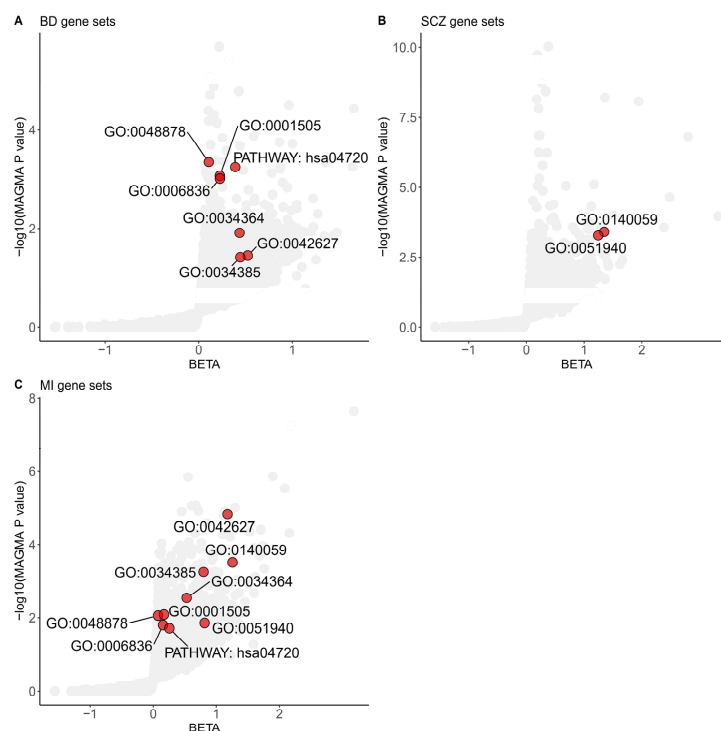 A BD gene sets
−log10(MAGMA P value)
4
2
0
GO:0048878
GO:0001505
PATHWAY: hsa04720
GO:0006836
GO:0034364
GO:0042627
GO:0034385
−1 0 1
BETA
B SCZ gene sets
−log10(MAGMA P value)
10.0
7.5
5.0
2.5
0.0
GO:0140059
GO:0051940
−1 0 1 2
BETA
C MI gene sets
−log10(MAGMA P value)
8
6
4
2
0
GO:0042627
GO:0140059
GO:0034385
GO:0034364
GO:0001505
GO:0048878
GO:0051940
GO:0006836
PATHWAY: hsa04720
−1 0 1 2
BETA